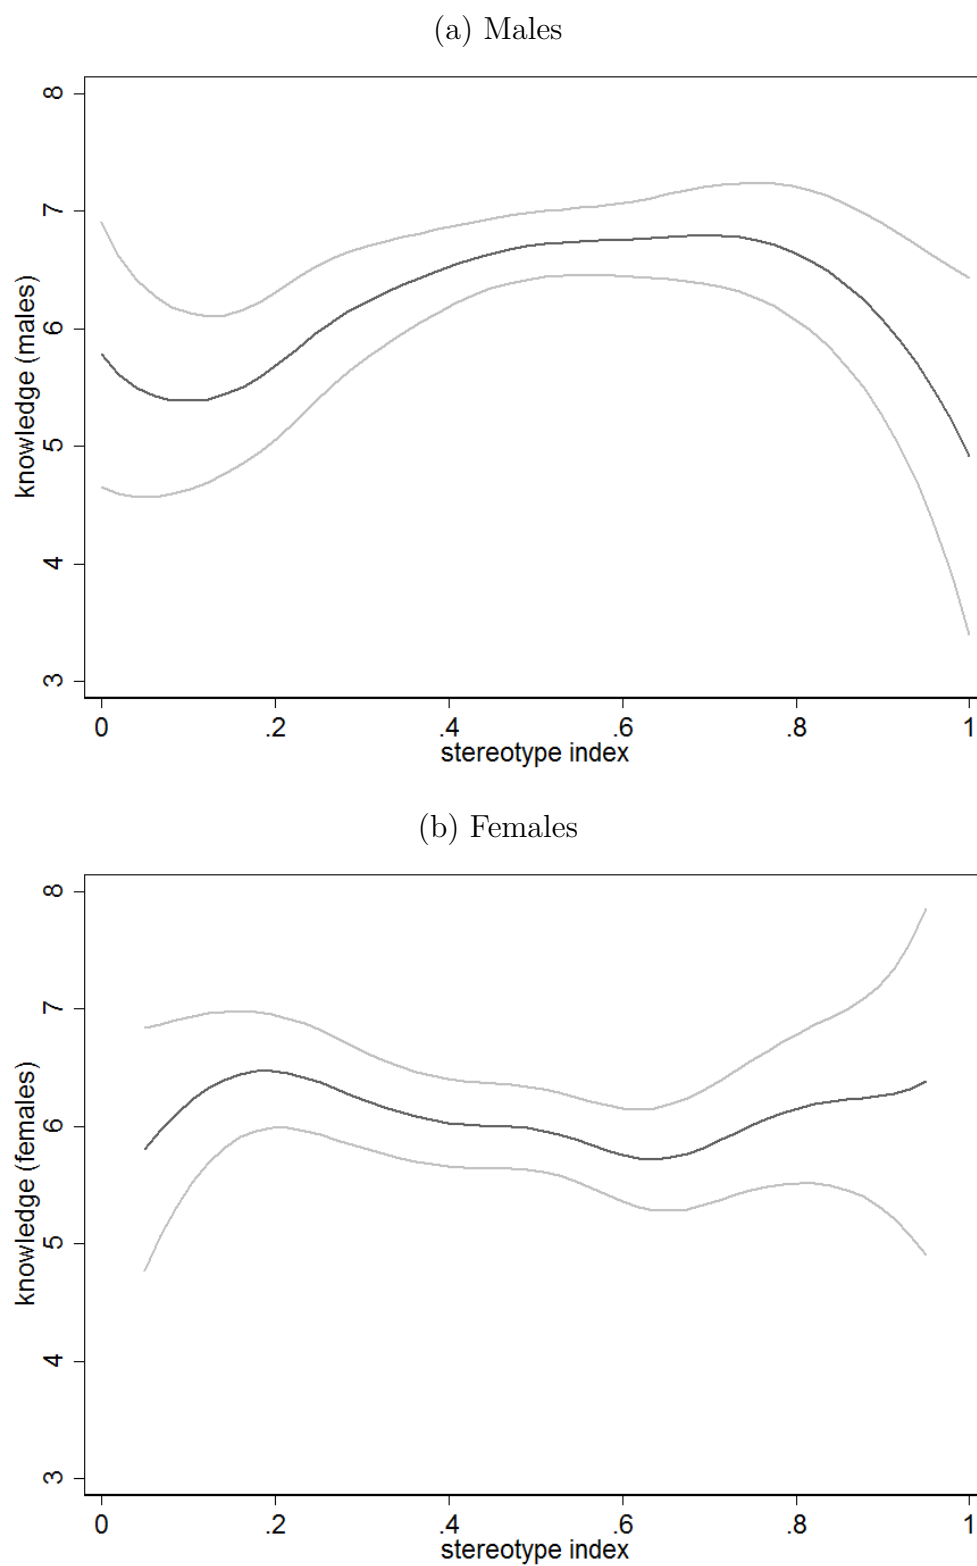 (a) Males
8
7
6
5
4
3
knowledge (males)
0 .2 .4 .6 .8 1
stereotype index
(b) Females
8
7
6
5
4
3
knowledge (females)
0 .2 .4 .6 .8 1
stereotype index